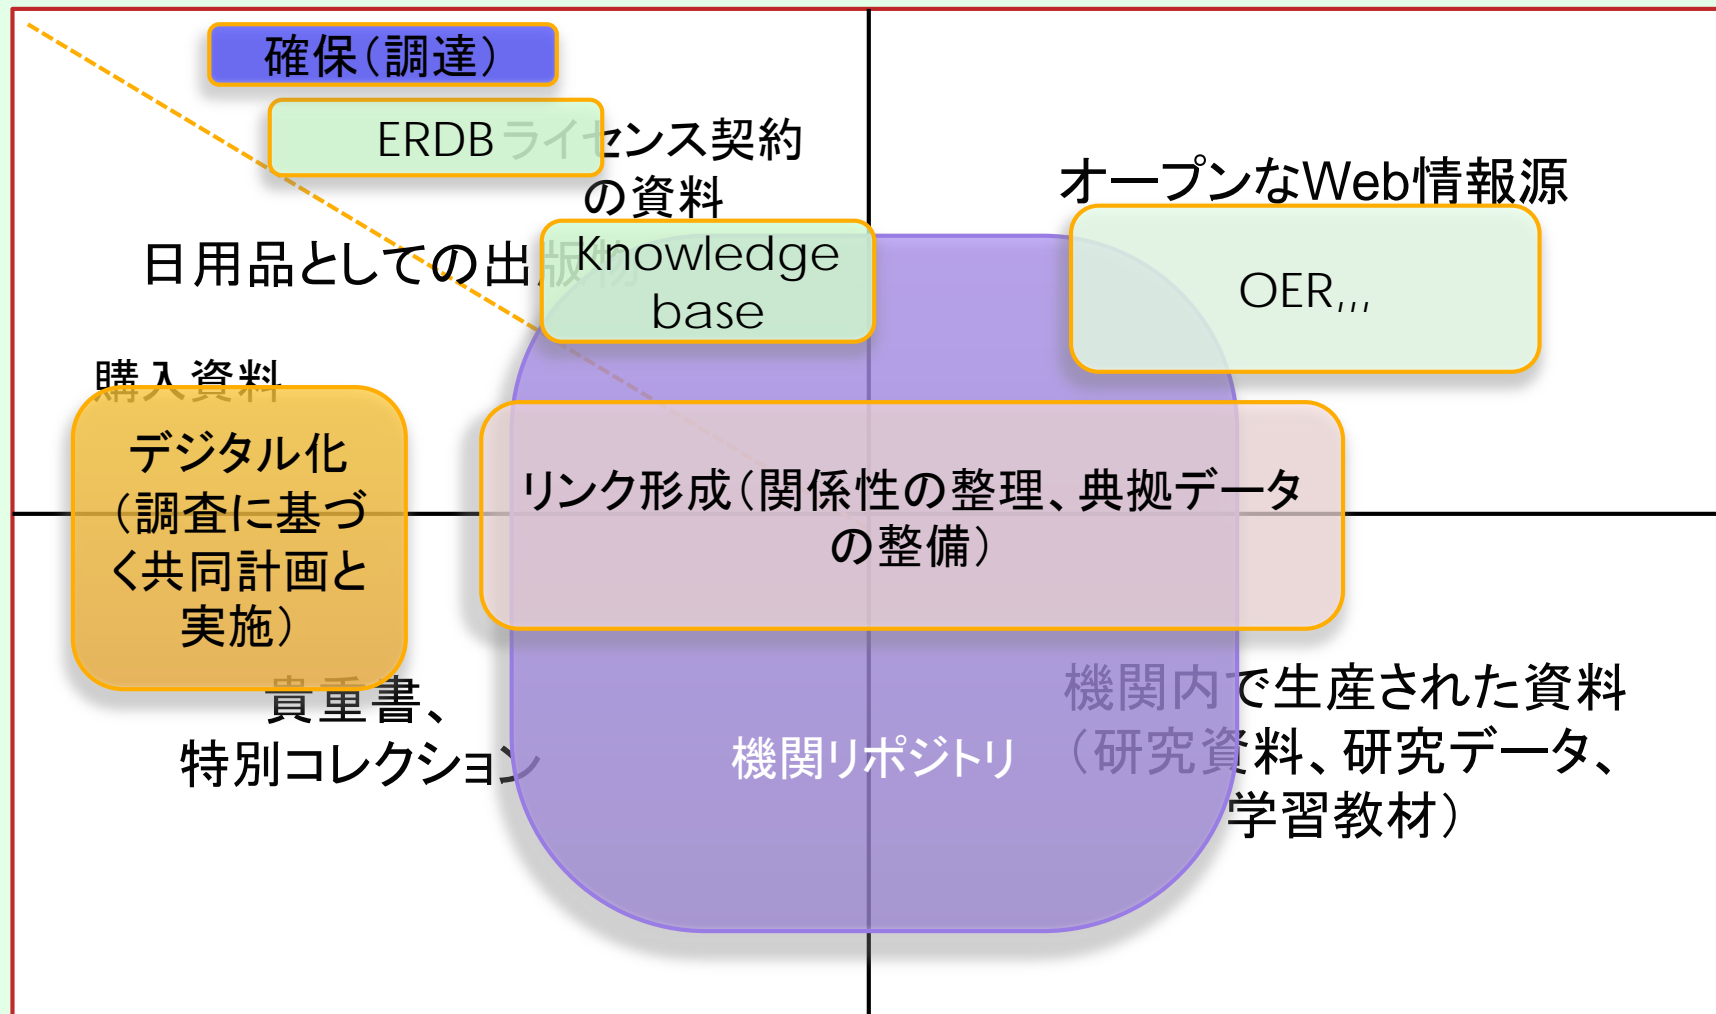 確保（調達）
ERDB
ライセンス契約
の資料
オープンなWeb情報源
日用品としての出版物
Knowledge
base
OER,,,
購入資料
デジタル化
（調査に基づ
く共同計画と
実施）
リンク形成（関係性の整理、典拠データ
の整備）
貴重書、
特別コレクション
機関リポジトリ
機関内で生産された資料
（研究資料、研究データ、
学習教材）